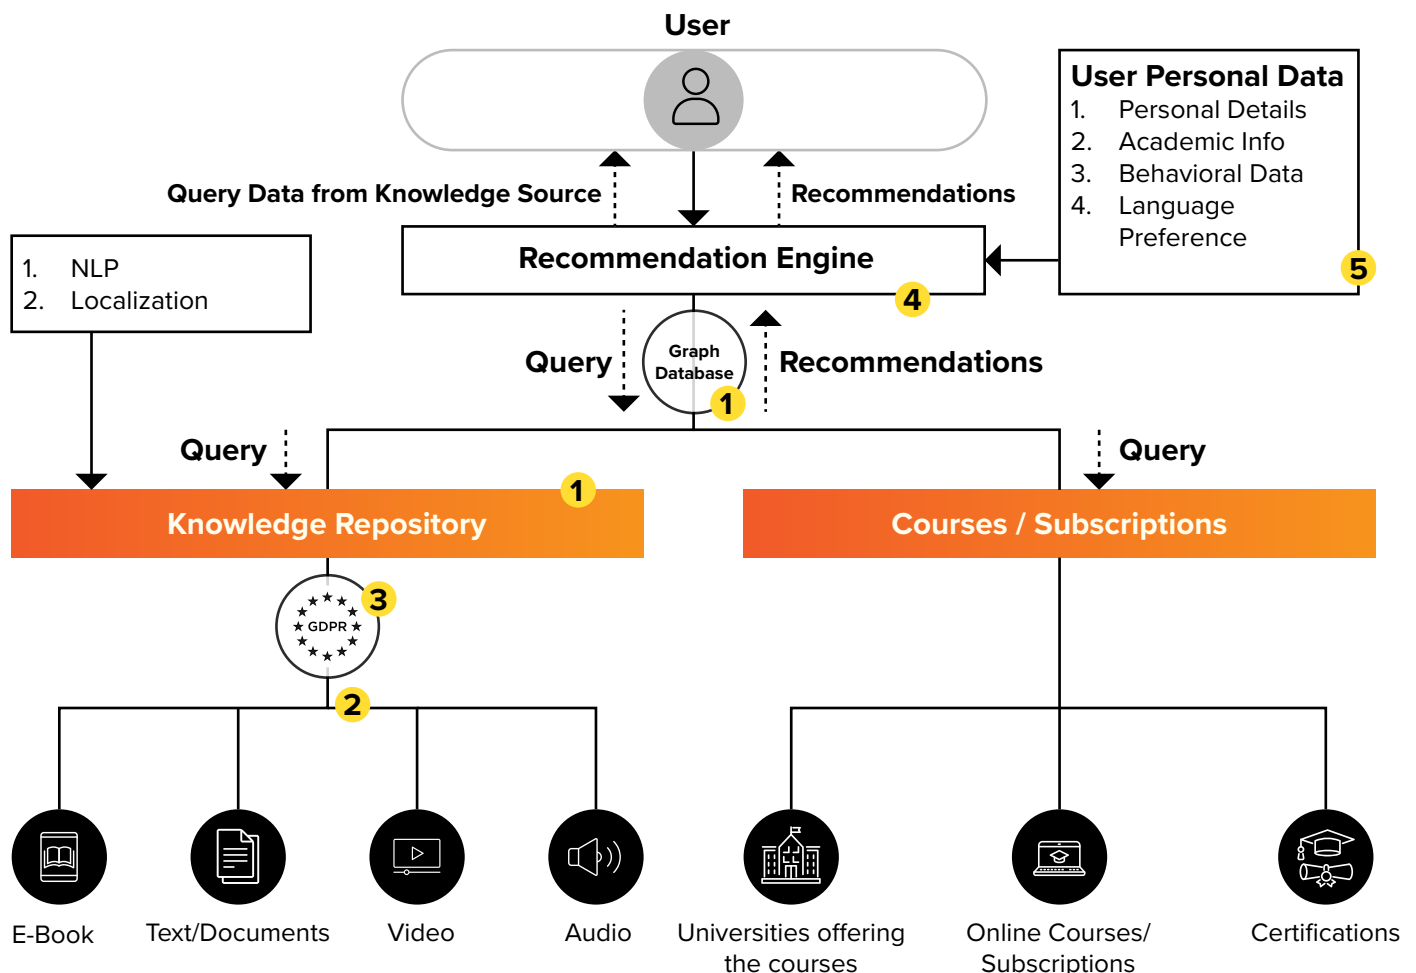 User
User Personal Data
1. Personal Details
2. Academic Info
3. Behavioral Data
4. Language
Preference
5
Query Data from Knowledge Source
Recommendations
1. NLP
2. Localization
Recommendation Engine
4
Query
Graph
Database
1
Recommendations
Query
Query
1
Knowledge Repository
Courses / Subscriptions
3
GDPR
2
E-Book
Text/Documents
Video
Audio
Universities offering
the courses
Online Courses/
Subscriptions
Certifications